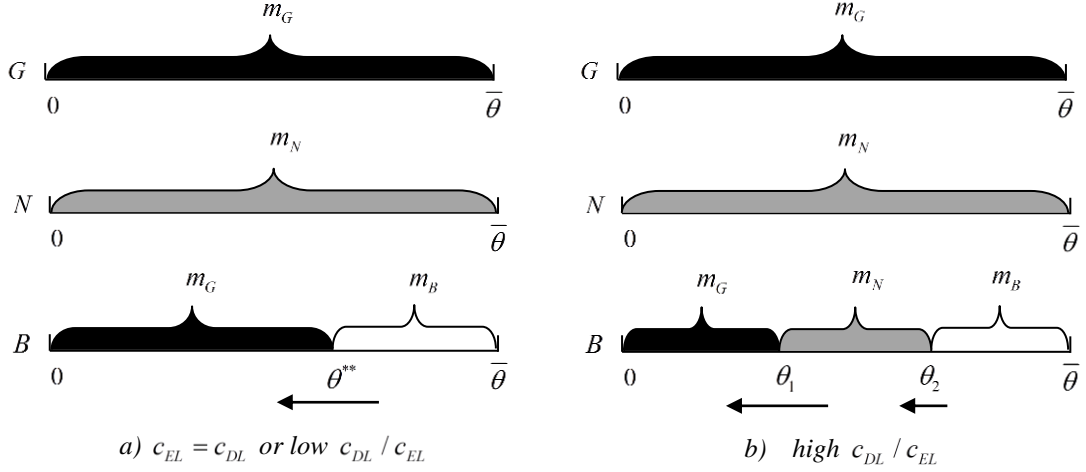 m_G m_G
G G
0 θ̅ 0 θ̅
m_N m_N
N N
0 θ̅ 0 θ̅
m_G m_B m_G m_N m_B
B B
0 θ** θ̅ 0 θ_1 θ_2 θ̅
a) c_EL = c_DL or low c_DL / c_EL b) high c_DL / c_EL